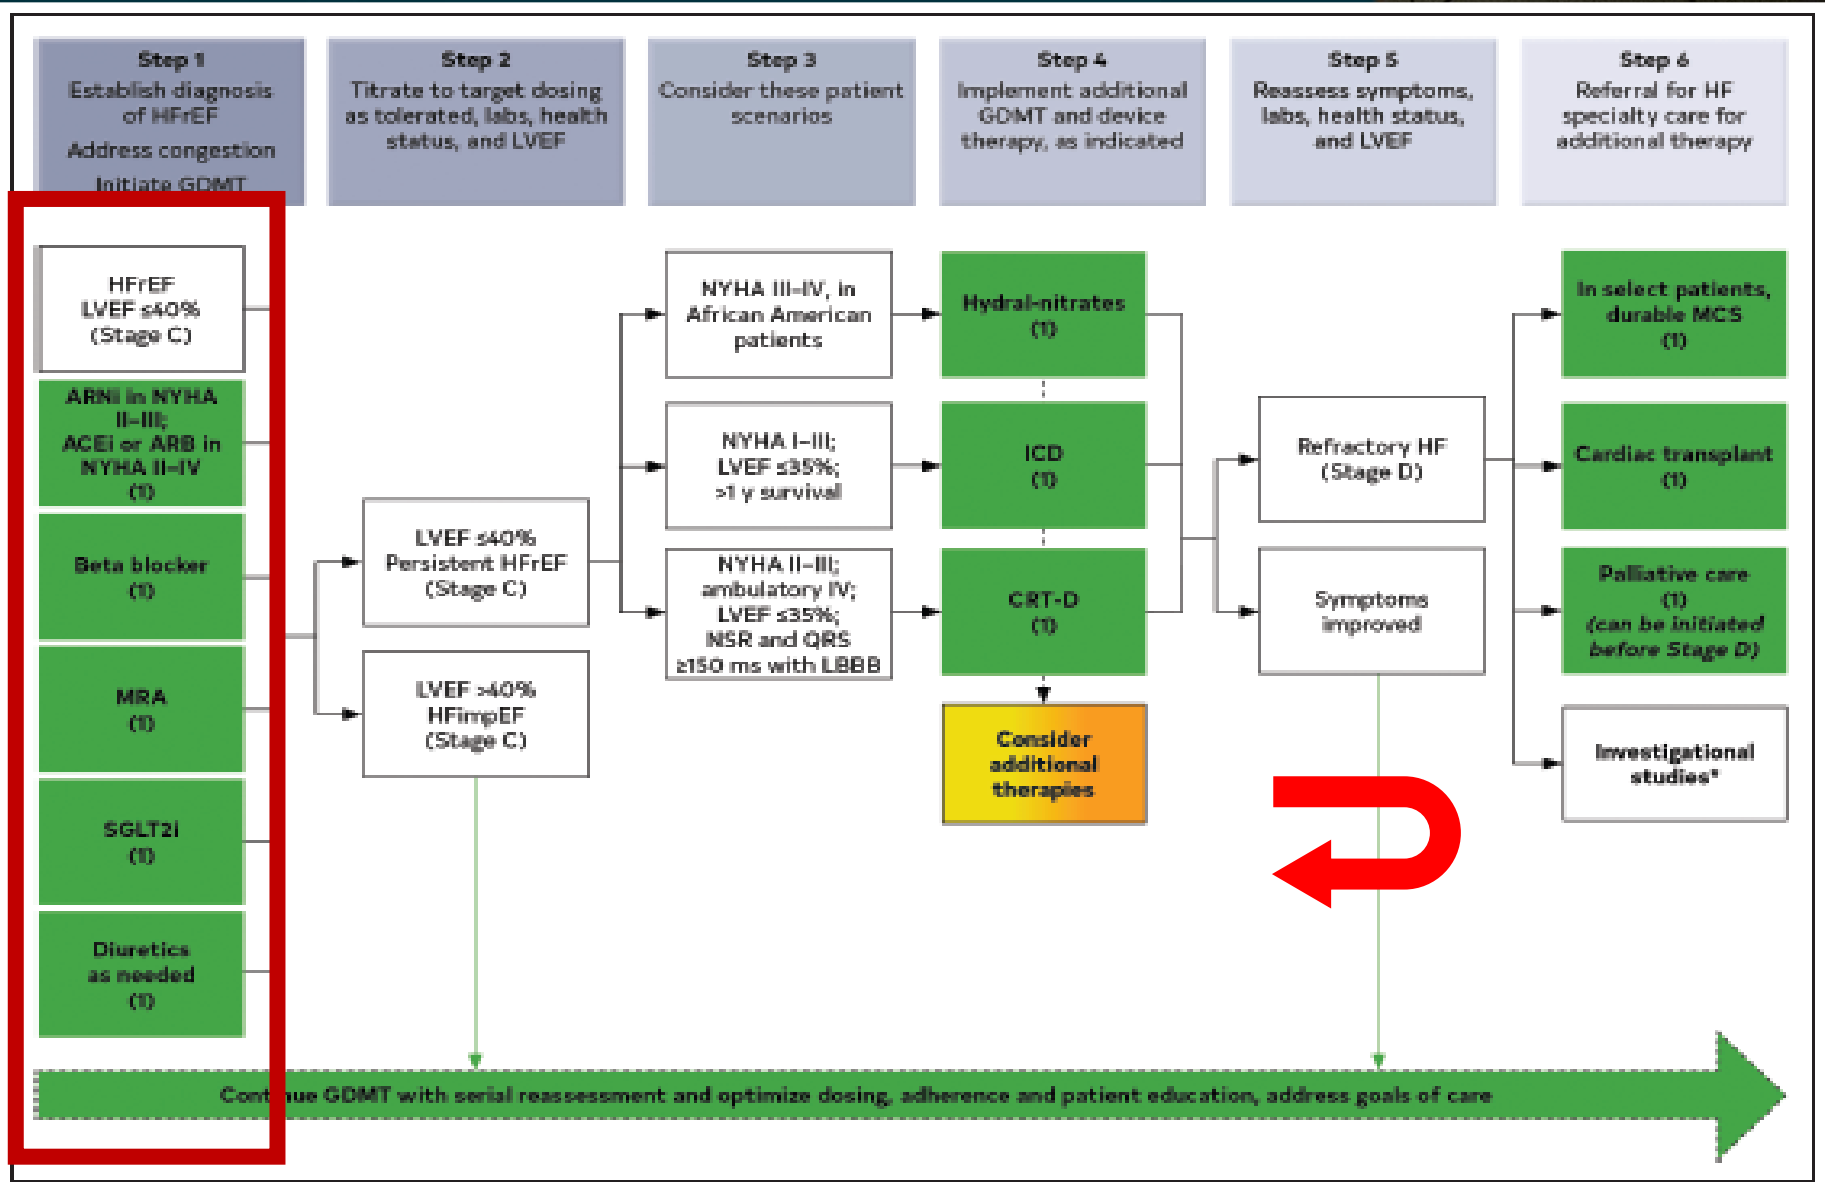 Step 1
Establish diagnosis
of HFrEF
Address congestion
Initiate GDMT
Step 2
Titrate to target dosing
as tolerated, labs, health
status, and LVEF
Step 3
Consider these patient
scenarios
Step 4
Implement additional
GDMT and device
therapy, as indicated
Step 5
Reassess symptoms,
labs, health status,
and LVEF
Step 6
Referral for HF
specialty care for
additional therapy
HFrEF
LVEF ≤40%
(Stage C)
ARNi in NYHA
II–III;
ACEi or ARB in
NYHA II–IV
(1)
Beta blocker
(1)
MRA
(1)
SGLT2i
(1)
Diuretics
as needed
(1)
LVEF ≤40%
Persistent HFrEF
(Stage C)
LVEF >40%
HFimpEF
(Stage C)
NYHA III–IV, in
African American
patients
NYHA I–III;
LVEF ≤35%;
>1 y survival
NYHA II–III;
ambulatory IV;
LVEF ≤35%;
NSR and QRS
≥150 ms with LBBB
Hydral-nitrates
(1)
ICD
(1)
CRT-D
(1)
Consider
additional
therapies
Refractory HF
(Stage D)
Symptoms
improved
In select patients,
durable MCS
(1)
Cardiac transplant
(1)
Palliative care
(1)
(can be initiated
before Stage D)
Investigational
studies*
Continue GDMT with serial reassessment and optimize dosing, adherence and patient education, address goals of care